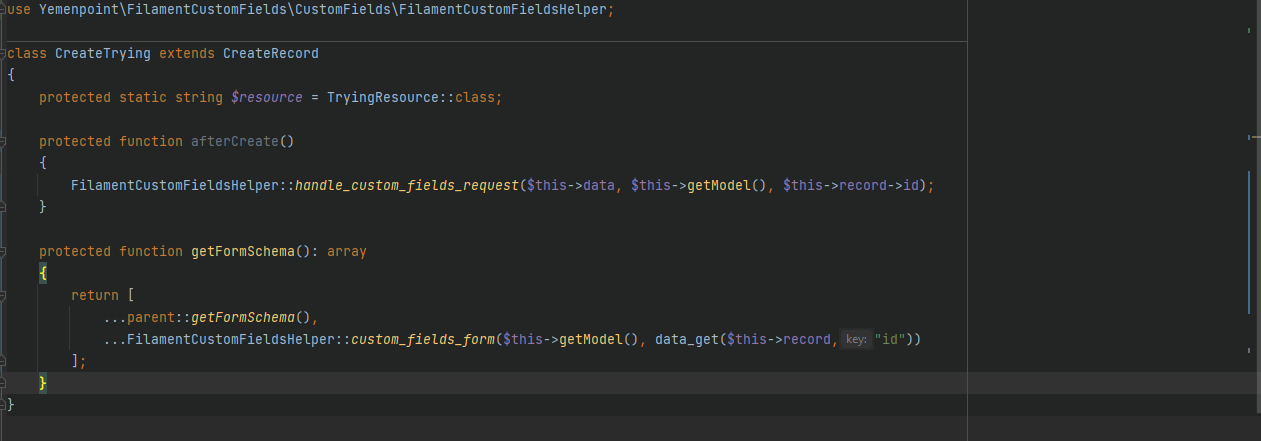 use Yemenpoint\FilamentCustomFields\CustomFields\FilamentCustomFieldsHelper;
class CreateTrying extends CreateRecord
{
protected static string $resource = TryingResource::class;
protected function afterCreate()
{
FilamentCustomFieldsHelper::handle_custom_fields_request($this->data, $this->getModel(), $this->record->id);
}
protected function getFormSchema(): array
{
return [
...parent::getFormSchema(),
...FilamentCustomFieldsHelper::custom_fields_form($this->getModel(), data_get($this->record, key: "id"))
];
}
}